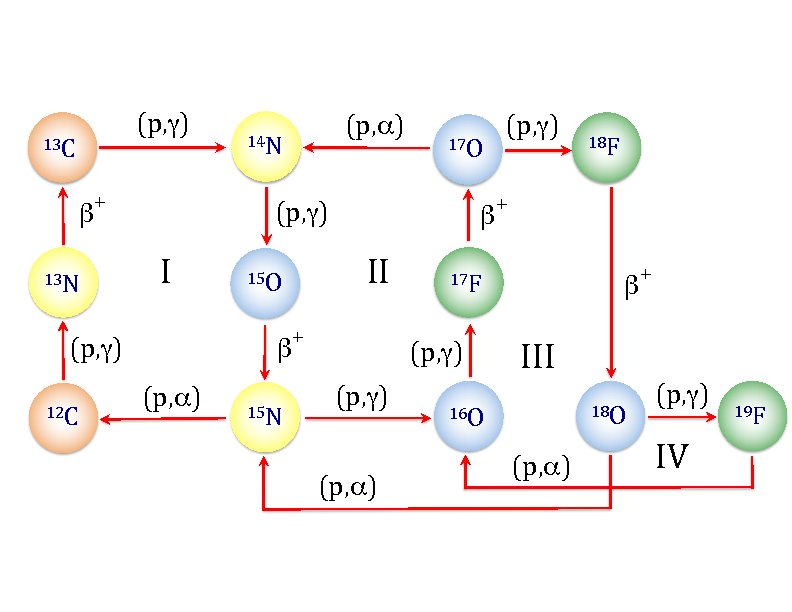 (p,γ) (p,α) (p,γ)
¹³C ¹⁴N ¹⁷O ¹⁸F
β⁺ (p,γ) β⁺
¹³N I ¹⁵O II ¹⁷F β⁺
(p,γ) β⁺ (p,γ) III
(p,α) (p,γ) (p,γ)
¹²C ¹⁵N ¹⁶O ¹⁸O ¹⁹F
IV
(p,α) (p,α)